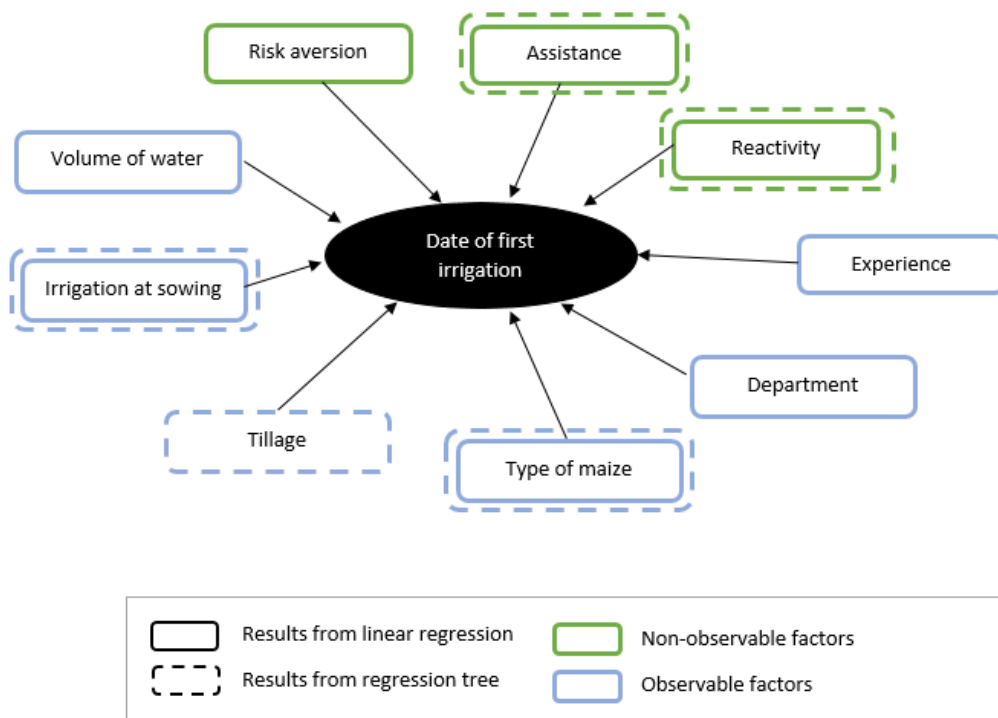 Risk aversion
Assistance
Reactivity
Volume of water
Date of first
irrigation
Experience
Irrigation at sowing
Department
Tillage
Type of maize
Results from linear regression
Non-observable factors
Results from regression tree
Observable factors